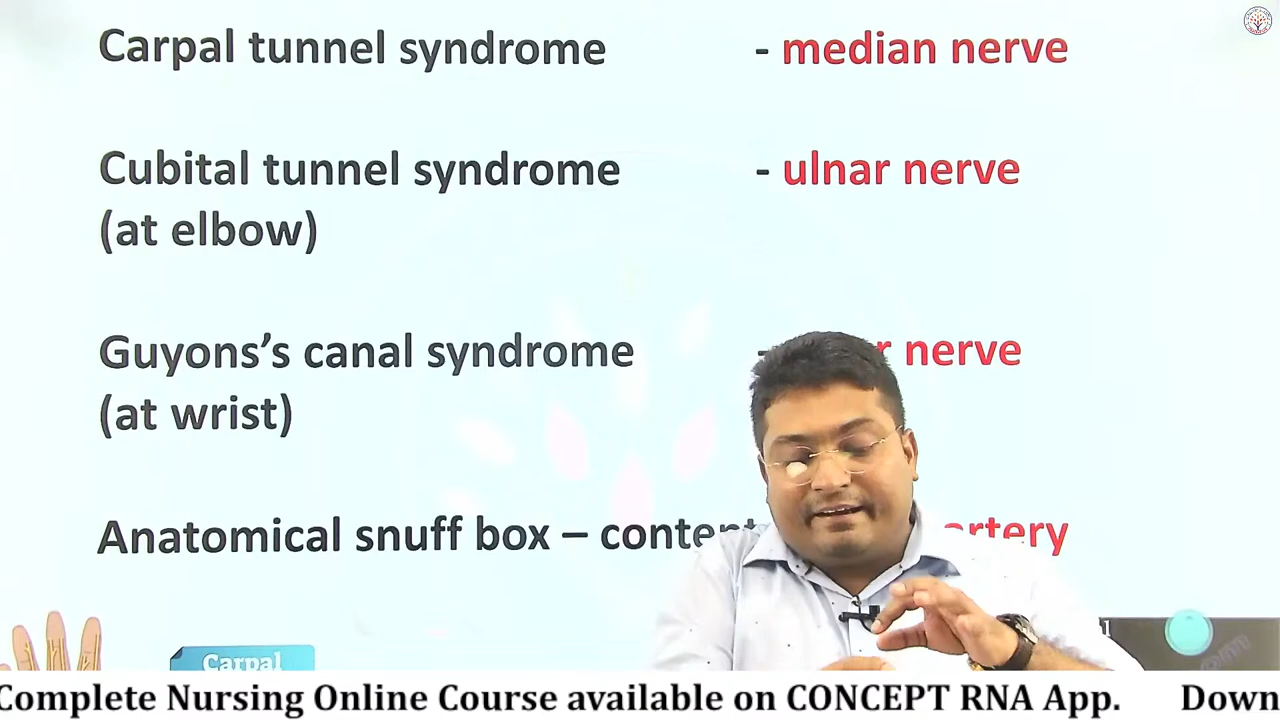 Carpal tunnel syndrome - median nerve
Cubital tunnel syndrome - ulnar nerve
(at elbow)
Guyons’s canal syndrome - nerve
(at wrist)
Anatomical snuff box – artery
Carpal
Complete Nursing Online Course available on CONCEPT RNA App. Down